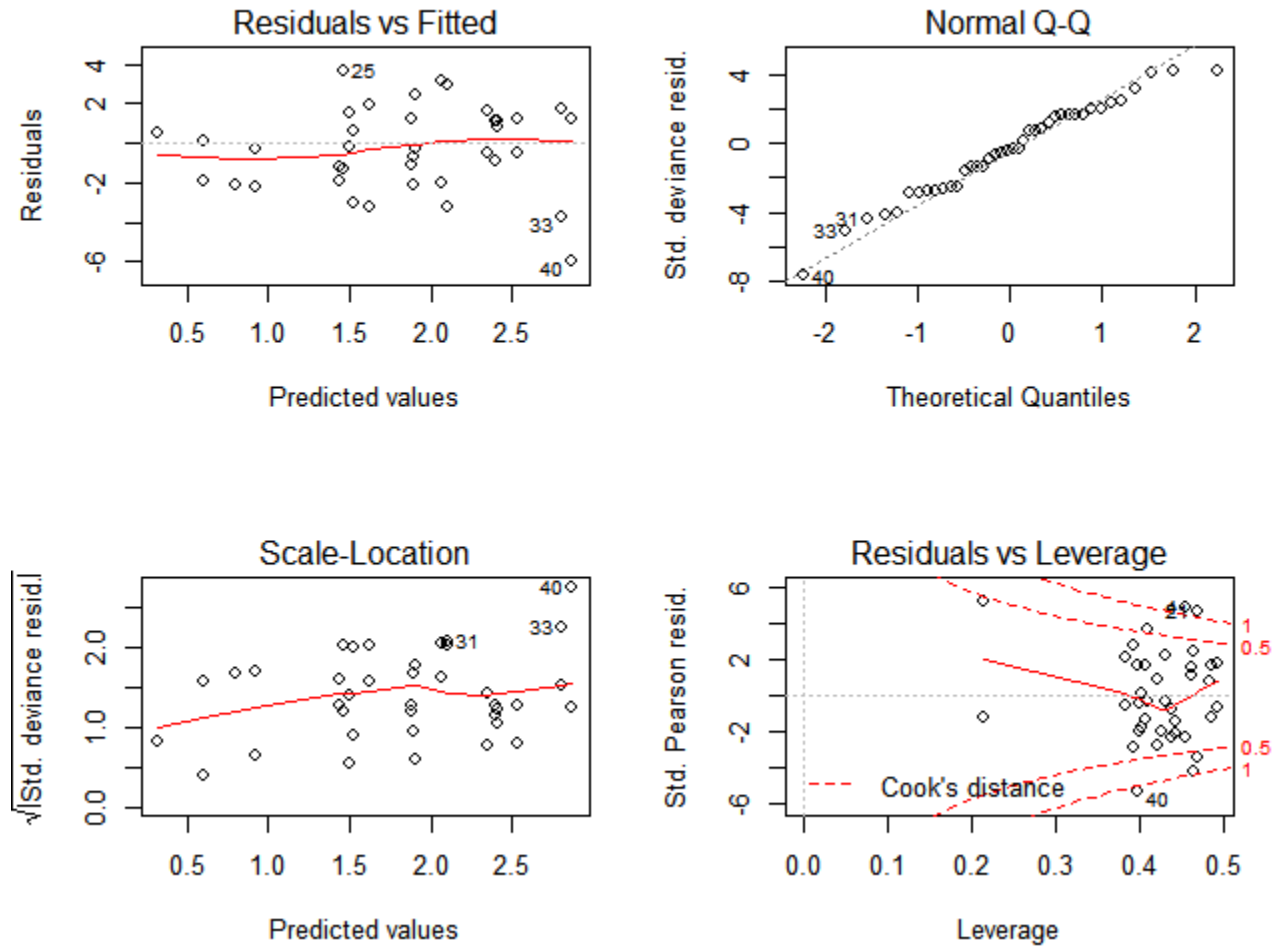 Residuals vs Fitted
Residuals
4
2
-2
-6
25
33
40
0.5 1.0 1.5 2.0 2.5
Predicted values
Normal Q-Q
Std. deviance resid.
4
0
-4
-8
31
33
40
-2 -1 0 1 2
Theoretical Quantiles
Scale-Location
√|Std. deviance resid.|
2.0
1.0
0.0
40
33
31
0.5 1.0 1.5 2.0 2.5
Predicted values
Residuals vs Leverage
Std. Pearson resid.
6
2
-2
-6
1
0.5
0.5
1
Cook's distance
40
0.0 0.1 0.2 0.3 0.4 0.5
Leverage